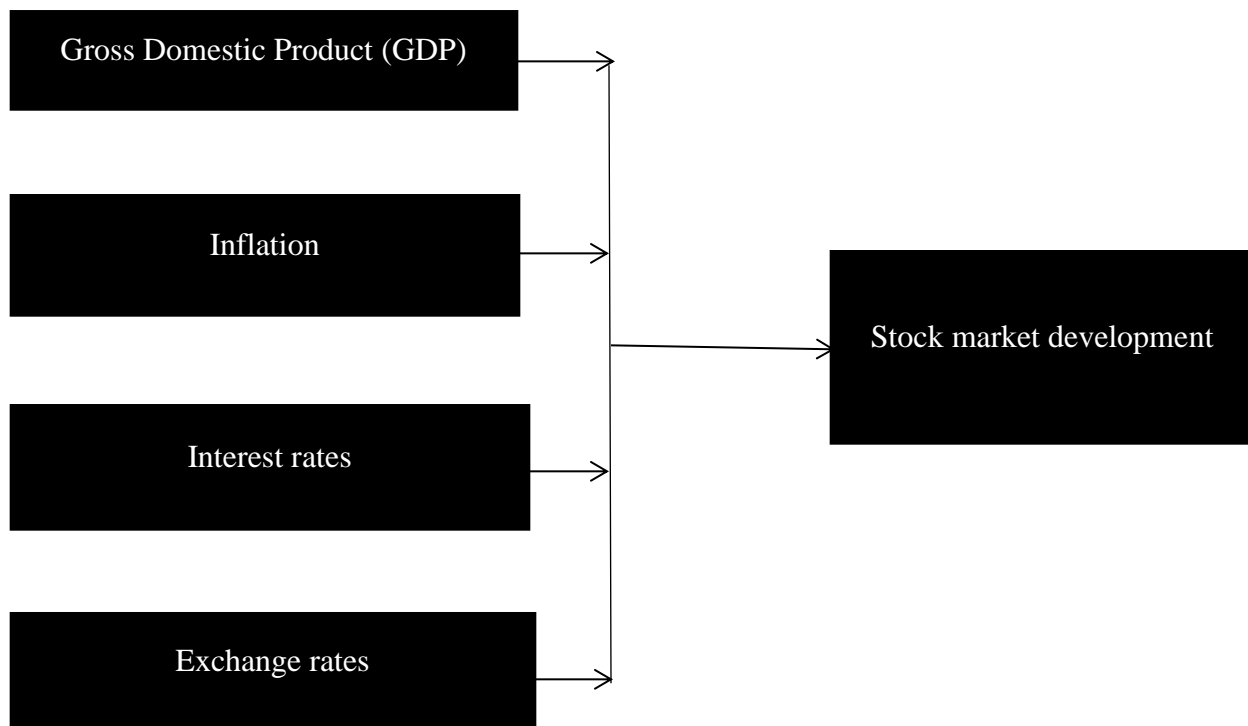 Gross Domestic Product (GDP)
Inflation
Stock market development
Interest rates
Exchange rates